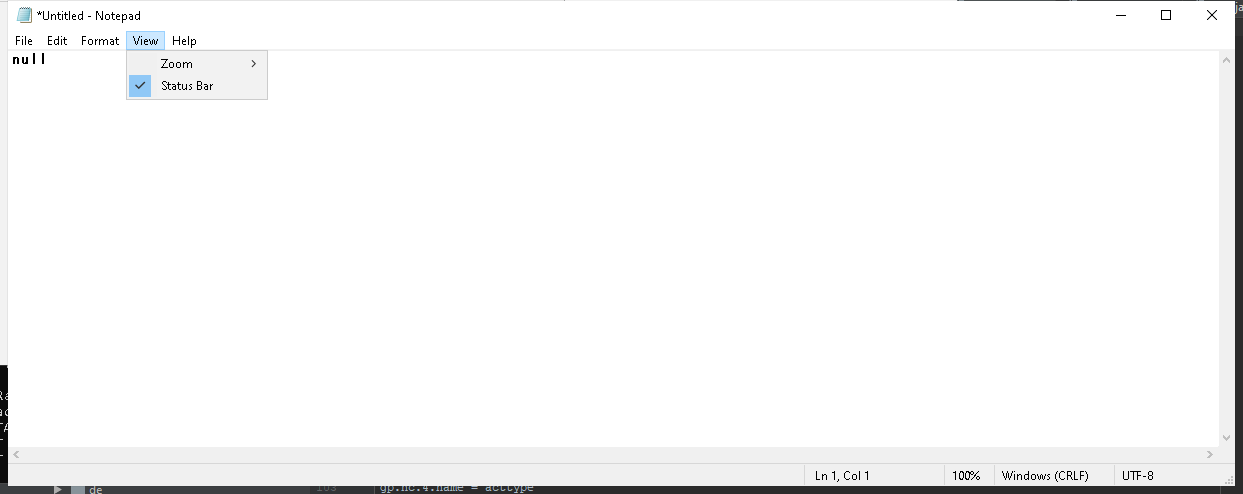 *Untitled - Notepad
File Edit Format View Help
null
Zoom
Status Bar
Ln 1, Col 1 100% Windows (CRLF) UTF-8
de
gp.nc.4.name = acctype